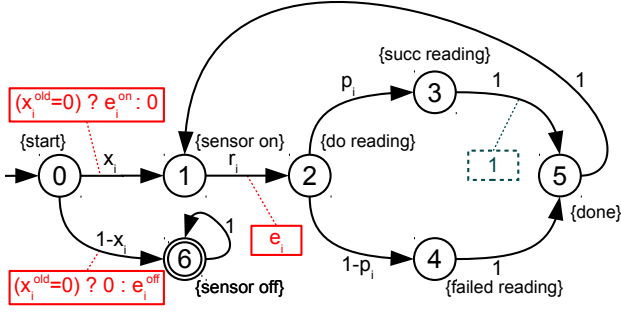 {succ reading}
1
p_i
3
1
(x_i^old=0) ? e_i^on : 0
{start}
{sensor on}
{do reading}
1
0
x_i
1
r_i
2
5
{done}
1-x_i
1
e_i
6
1-p_i
4
1
(x_i^old=0) ? 0 : e_i^off
{sensor off}
{failed reading}